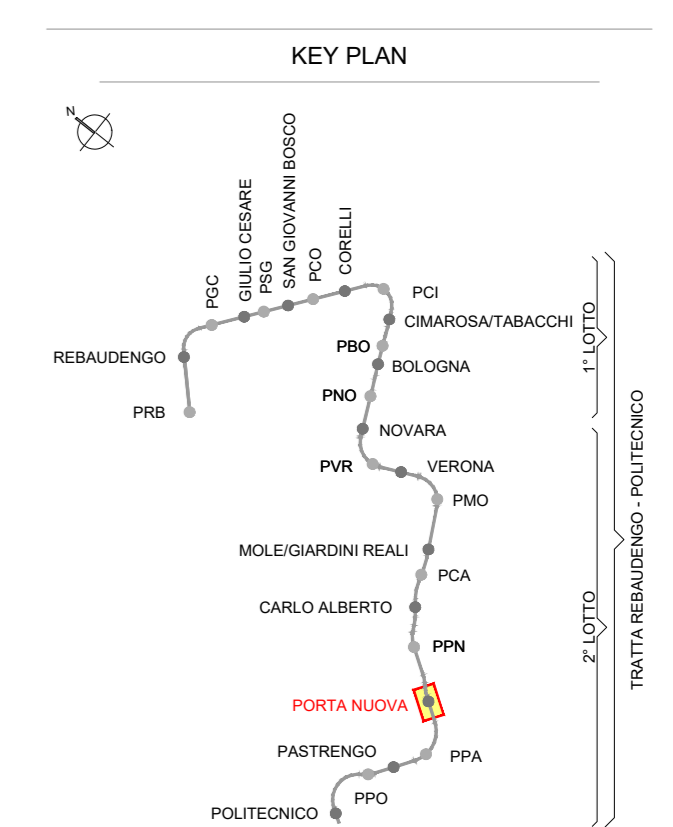 KEY PLAN
N
PGC
GIULIO CESARE
PSG
SAN GIOVANNI BOSCO
PCO
CORELLI
PCI
CIMAROSA/TABACCHI
PBO
REBAUDENGO
BOLOGNA
PNO
PRB
NOVARA
PVR
VERONA
PMO
MOLE/GIARDINI REALI
PCA
CARLO ALBERTO
PPN
PORTA NUOVA
PASTRENGO
PPA
PPO
POLITECNICO
1° LOTTO
2° LOTTO
TRATTA REBAUDENGO - POLITECNICO